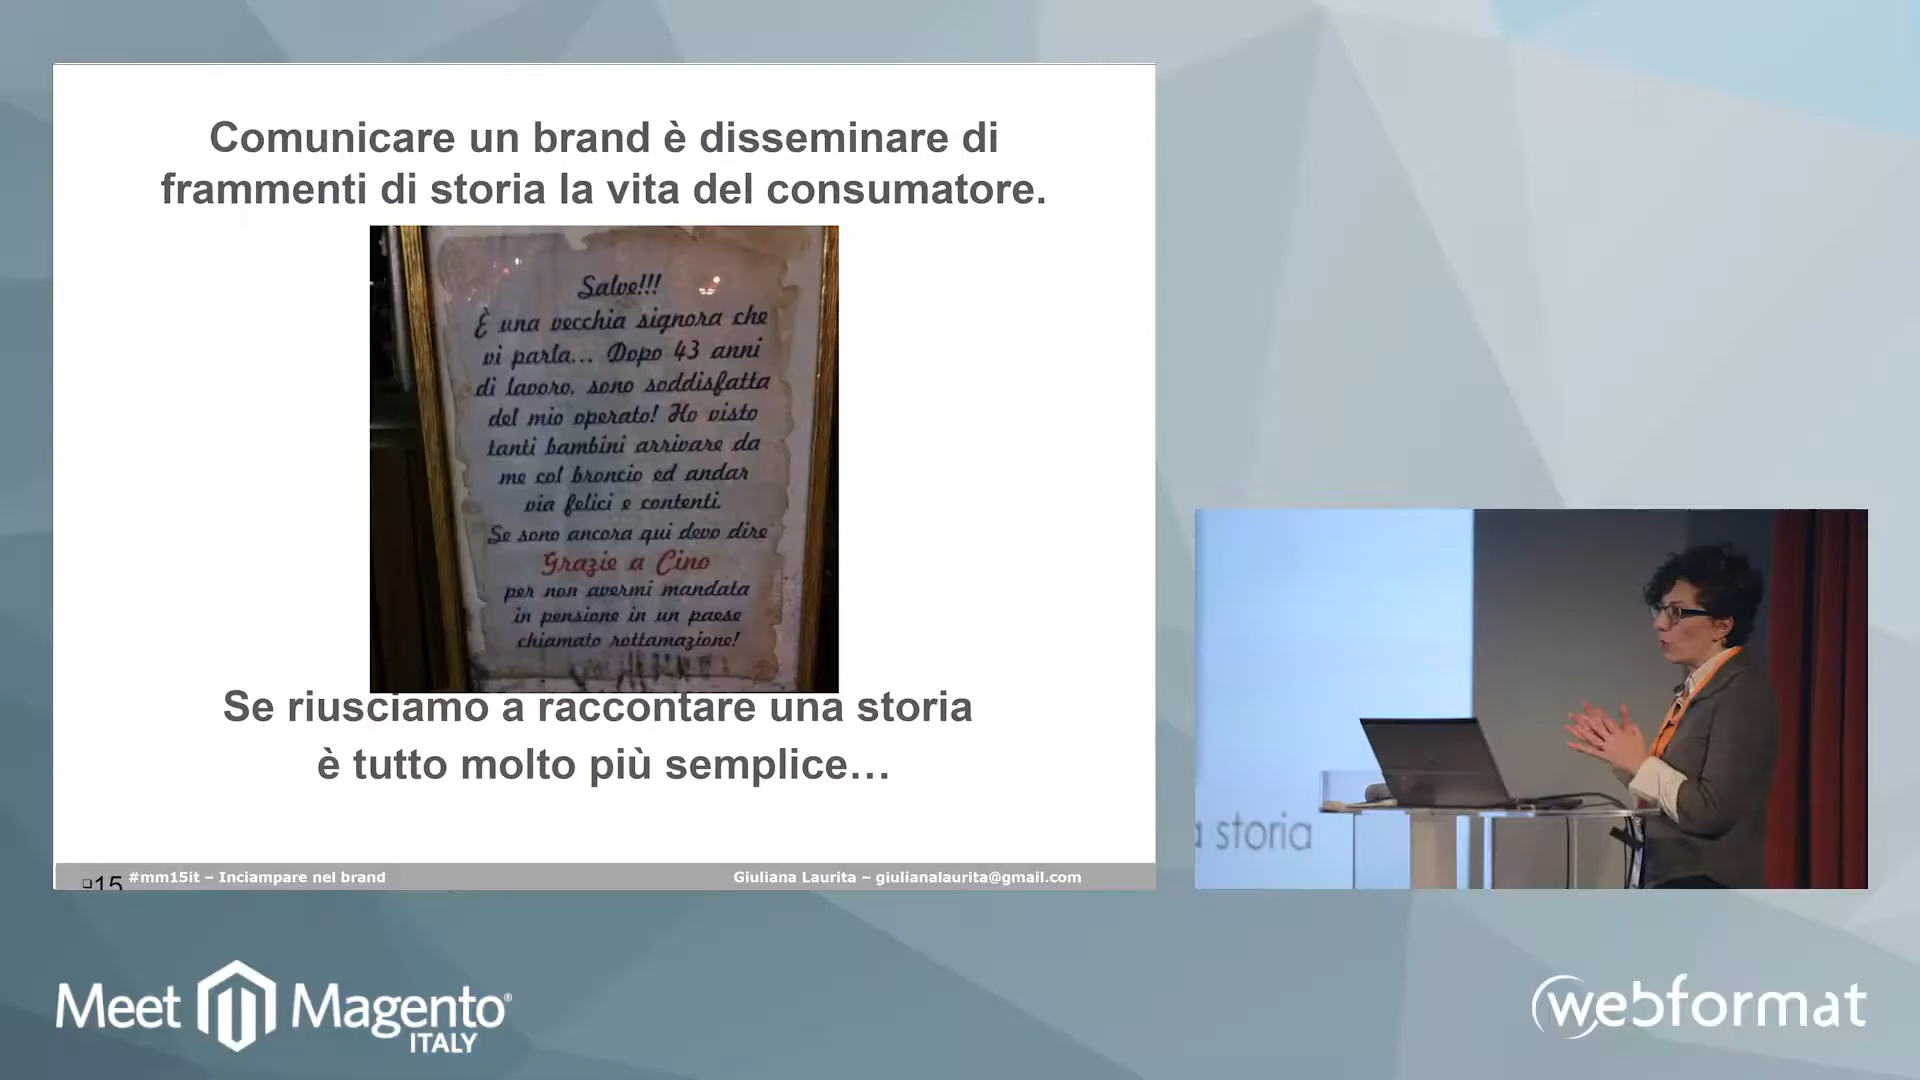 Comunicare un brand è disseminare di
frammenti di storia la vita del consumatore.
Salve!!!
È una vecchia signora che
vi parla... Dopo 43 anni
di lavoro, sono soddisfatta
del mio operato! Ho visto
tanti bambini arrivare da
me col broncio ed andar
via felici e contenti.
Se sono ancora qui devo dire
Grazie a Cino
per non avermi mandata
in pensione in un paese
chiamato rottamazione!
Se riusciamo a raccontare una storia
è tutto molto più semplice...
15 #mm15it – Inciampare nel brand
Giuliana Laurita – giulianalaurita@gmail.com
a storia
Meet Magento®
ITALY
webformat